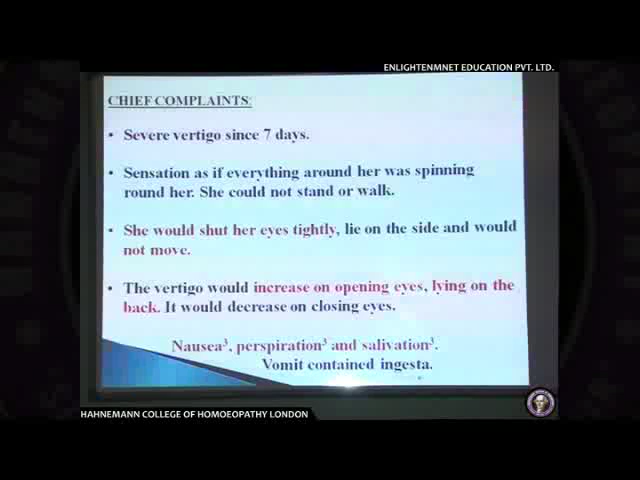 ENLIGHTENMNET EDUCATION PVT. LTD.
CHIEF COMPLAINTS:
• Severe vertigo since 7 days.
• Sensation as if everything around her was spinning
round her. She could not stand or walk.
• She would shut her eyes tightly, lie on the side and would
not move.
• The vertigo would increase on opening eyes, lying on the
back. It would decrease on closing eyes.
Nausea³, perspiration³ and salivation³.
Vomit contained ingesta.
HAHNEMANN COLLEGE OF HOMOEOPATHY LONDON